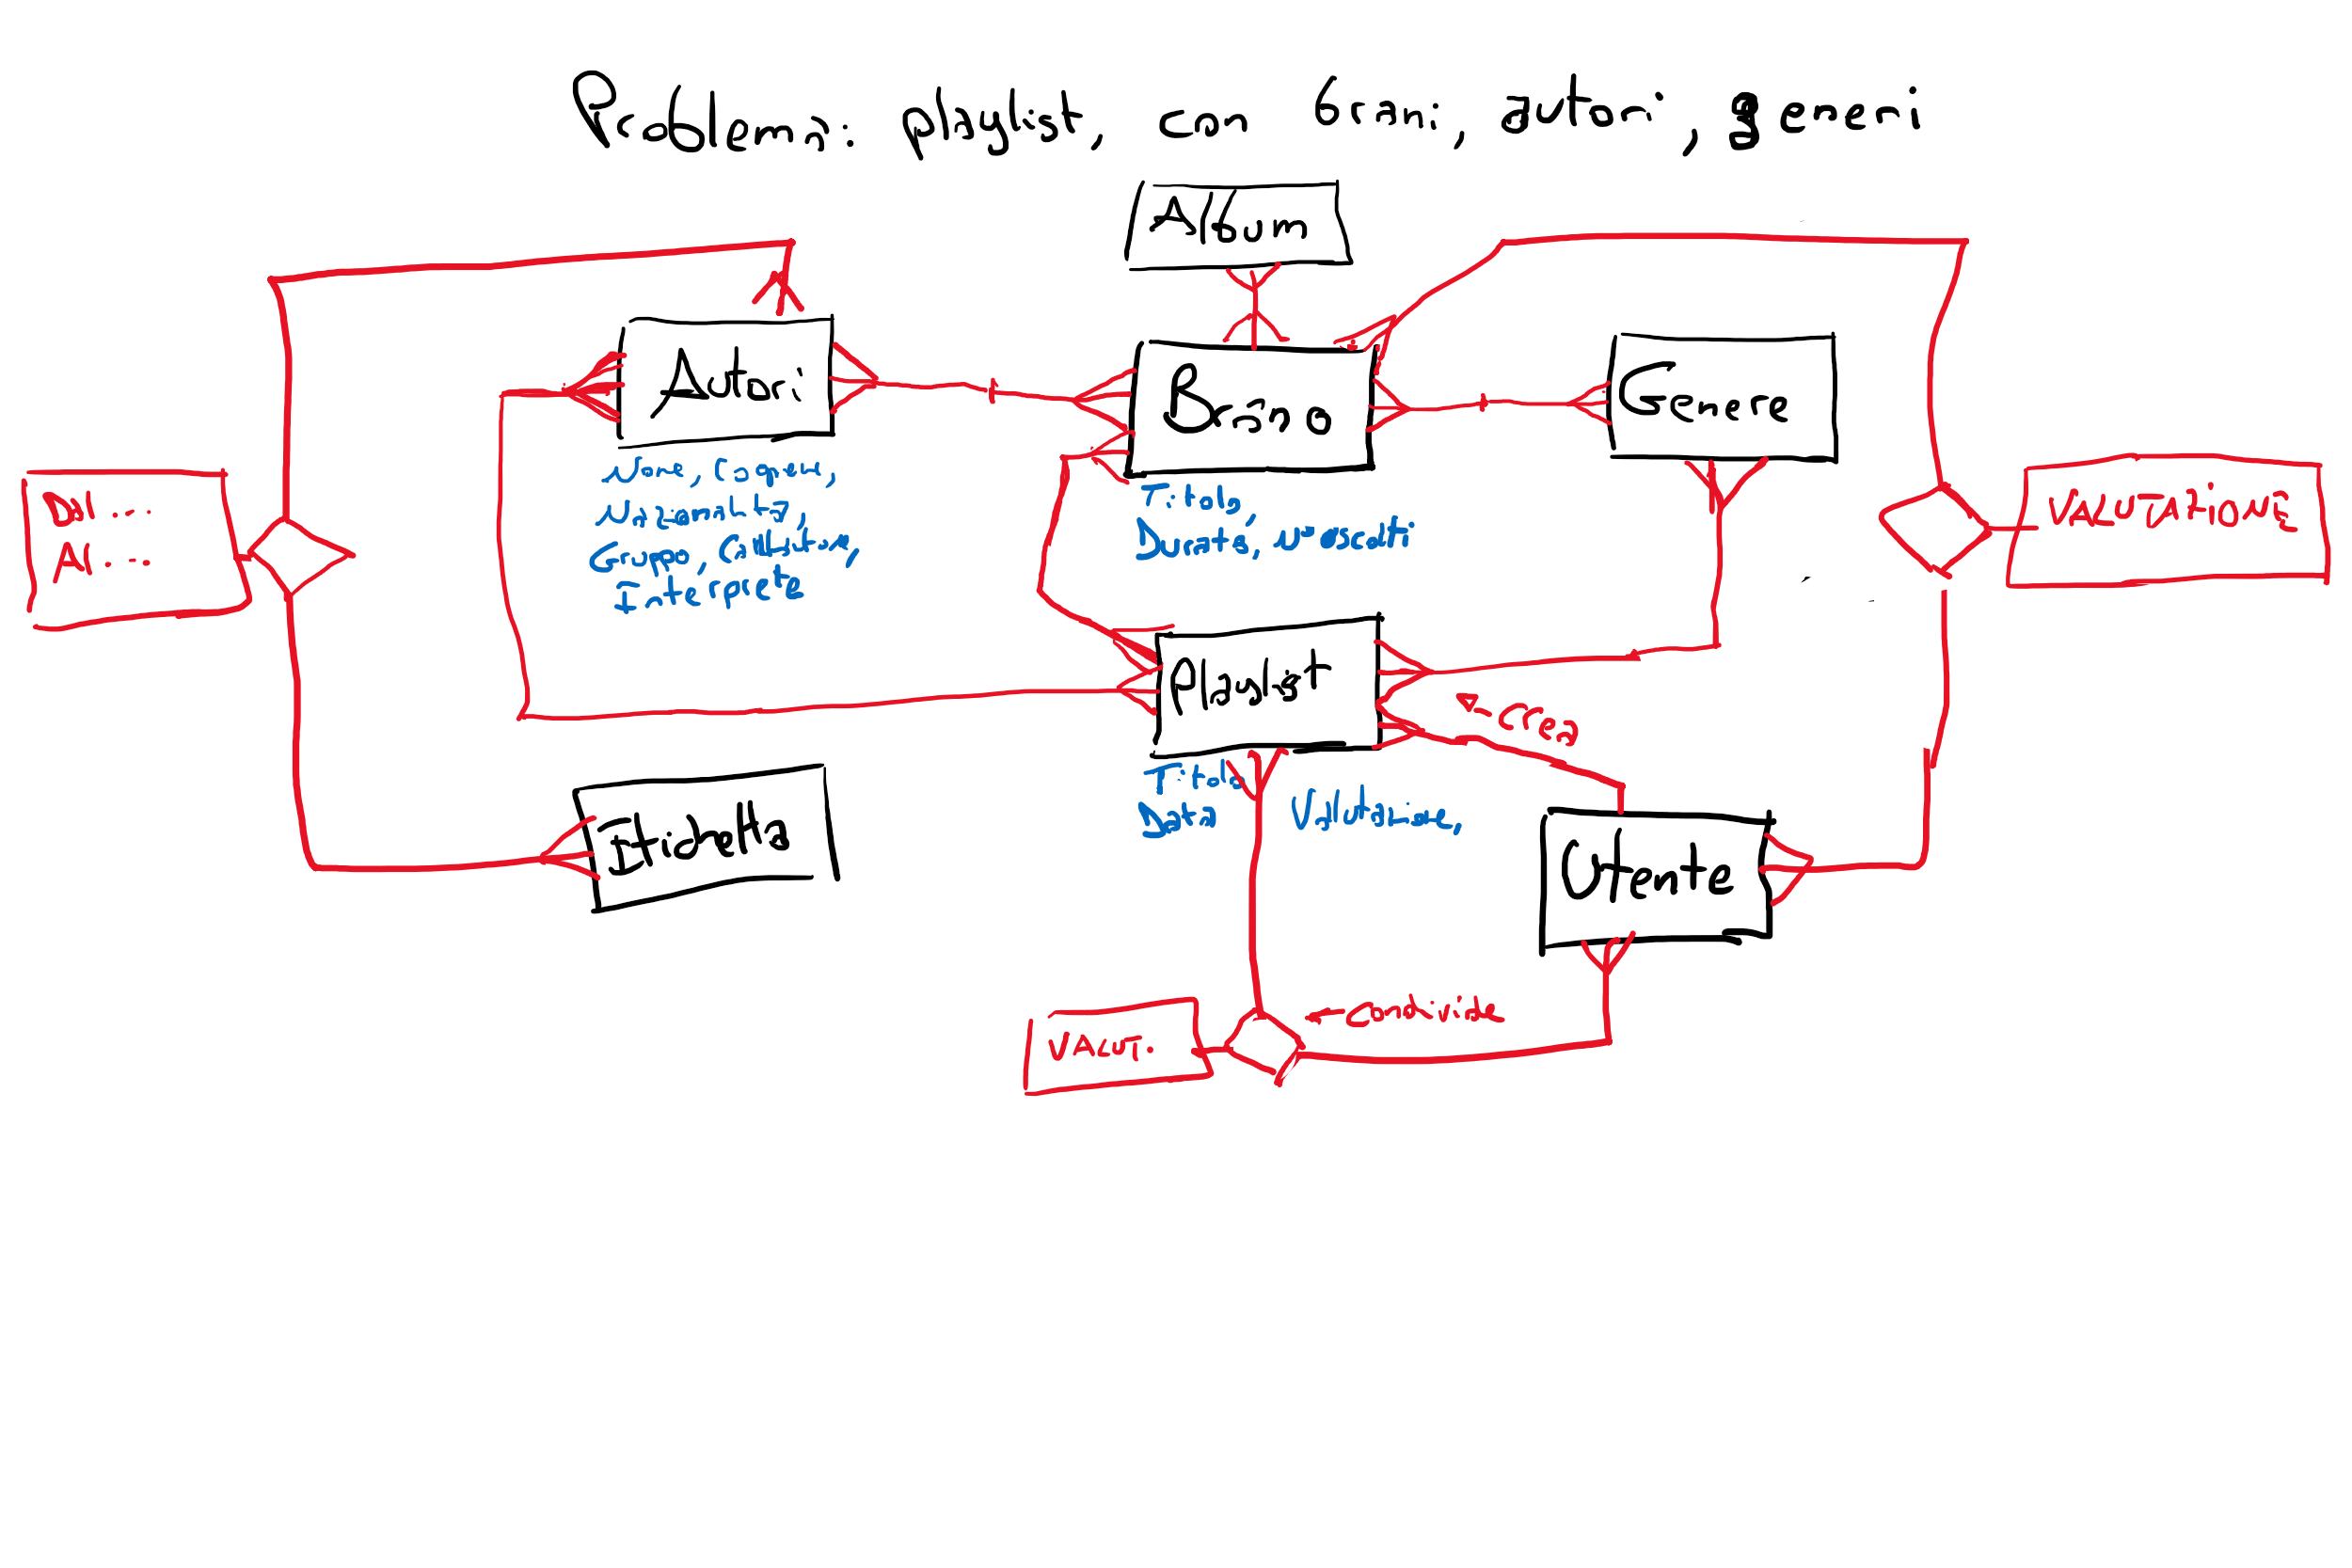 Problema: playlist, con brani, autori, generi
Album
Autori
Brano
Genere
Nome, Cognome,
Nazionalità,
Gruppo, Cantautore,
Interprete
Titolo,
Durata, N° ascolti
Dal ...
Al ...
VALUTAZIONE
Playlist
Crea
Titolo
Data
Valutazione,
Etichetta
Utente
Condivide
VALUT.